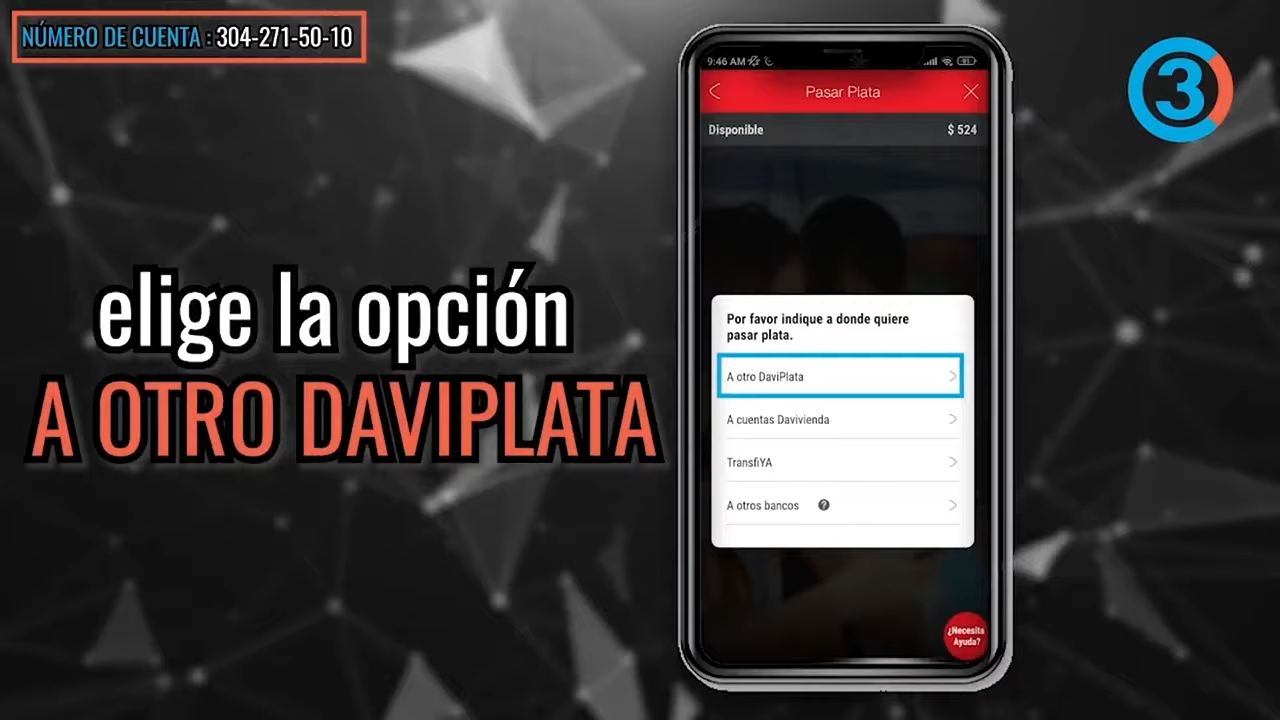 NÚMERO DE CUENTA : 304-271-50-10
3
elige la opción
A OTRO DAVIPLATA
9:46 AM
Pasar Plata
Disponible $ 524
Por favor indique a donde quiere
pasar plata.
A otro DaviPlata
A cuentas Davivienda
TransfiYA
A otros bancos ?
¿Necesita
Ayuda?